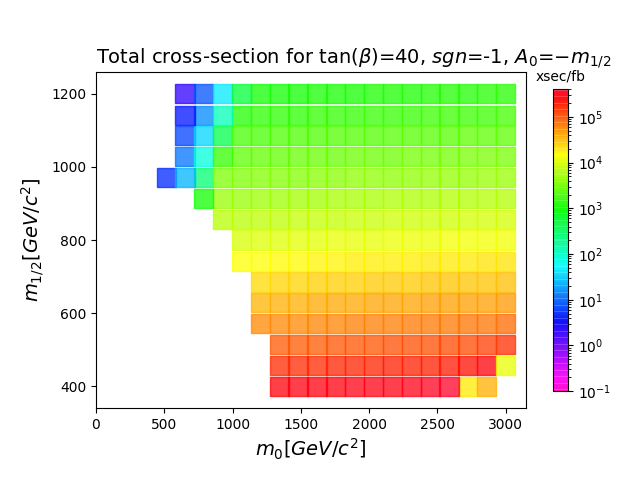 Total cross-section for tan(β)=40, sgn=-1, A₀=−m₁/₂
xsec/fb
m₁/₂[GeV/c²]
1200
1000
800
600
400
0 500 1000 1500 2000 2500 3000
m₀[GeV/c²]
10⁵
10⁴
10³
10²
10¹
10⁰
10⁻¹